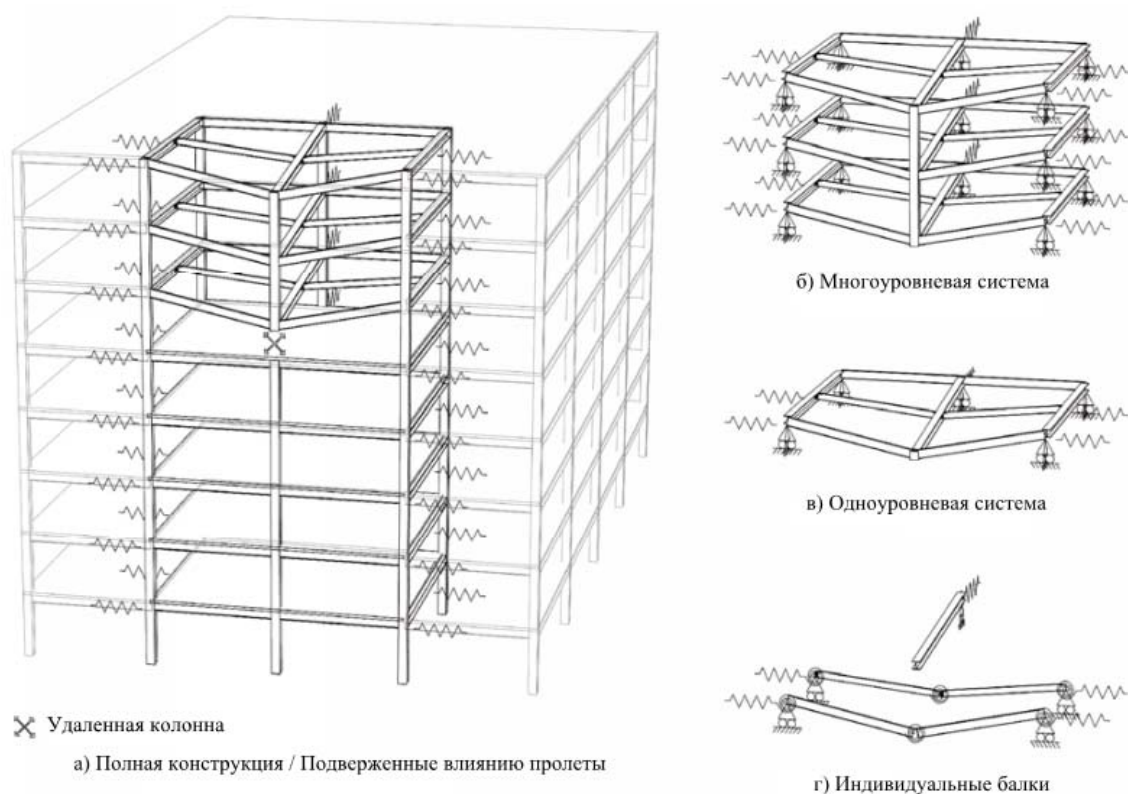 б) Многоуровневая система
в) Одноуровневая система
Удаленная колонна
а) Полная конструкция / Подверженные влиянию пролеты
г) Индивидуальные балки